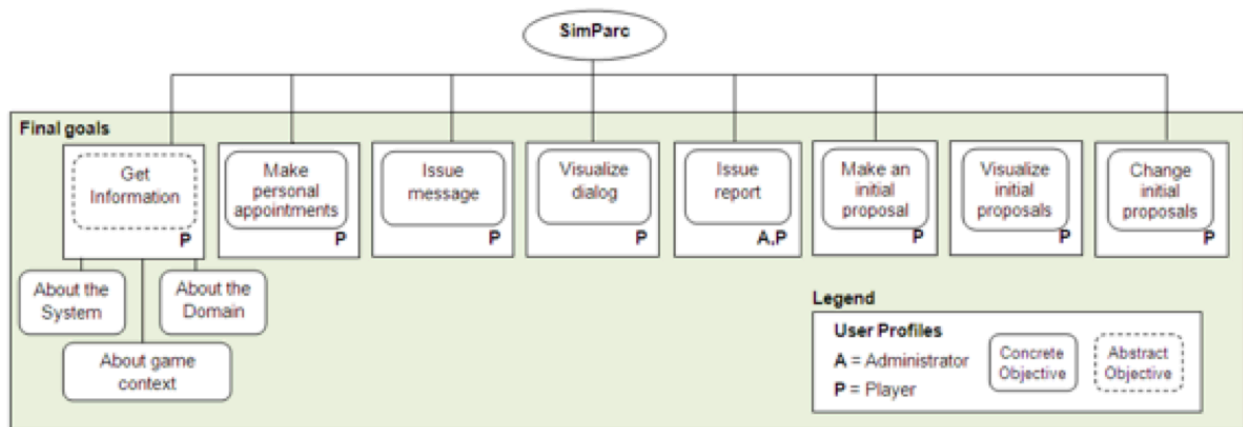 SimParc
Final goals
Get
Information
P
Make
personal
appointments
P
Issue
message
P
Visualize
dialog
P
Issue
report
A,P
Make an
initial
proposal
P
Visualize
initial
proposals
P
Change
initial
proposals
P
About the
System
About the
Domain
About game
context
Legend
User Profiles
A = Administrator
P = Player
Concrete
Objective
Abstract
Objective